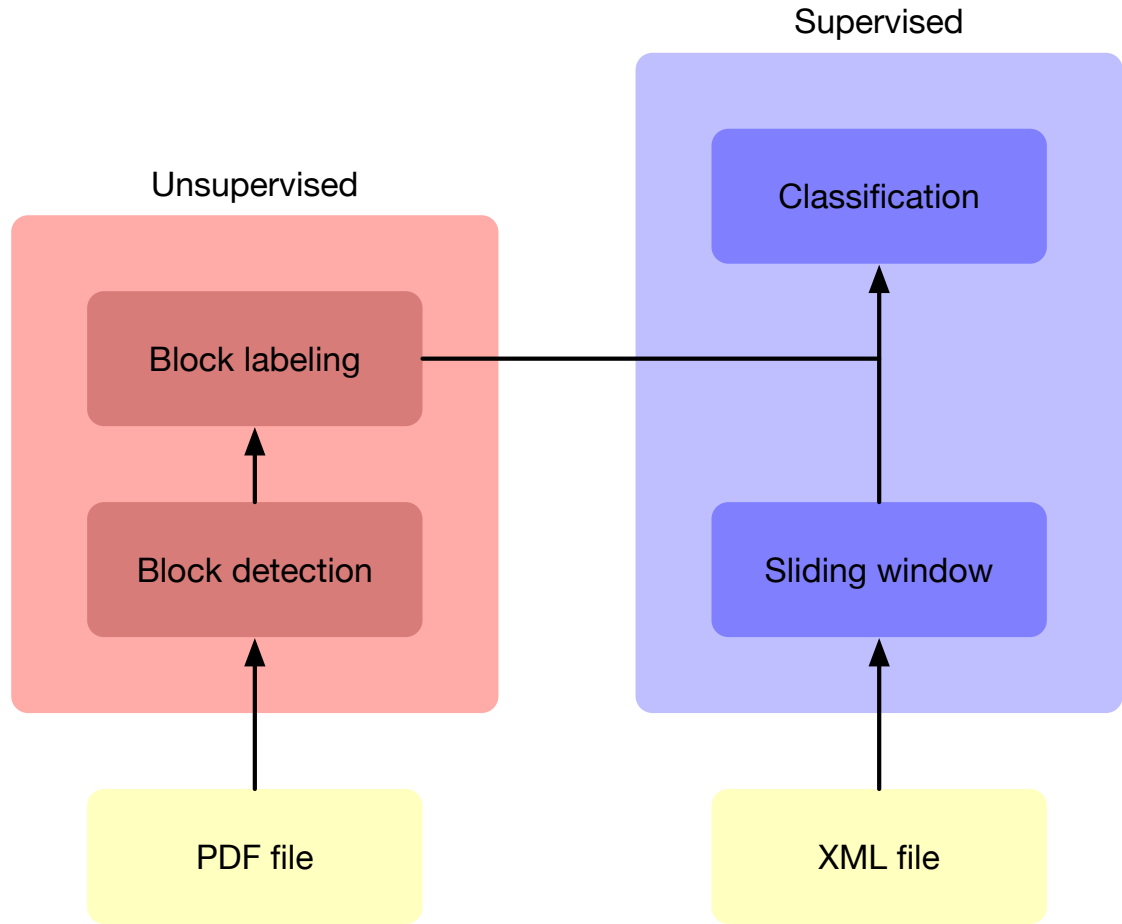 Supervised
Unsupervised
Classification
Block labeling
Block detection
Sliding window
PDF file
XML file